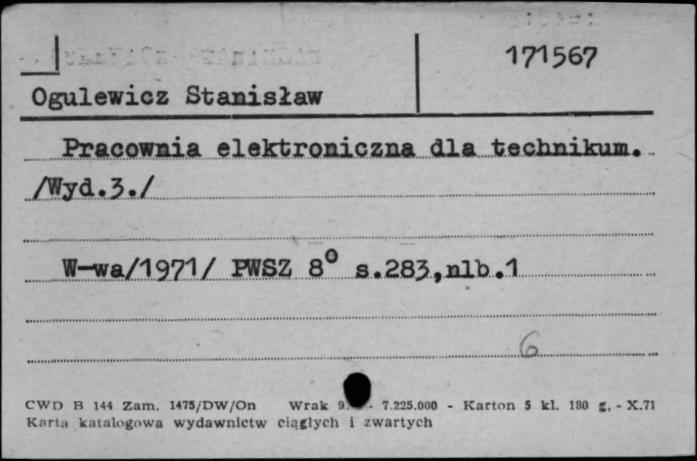 171567
Ogulewicz Stanisław
Pracownia elektroniczna dla technikum.
/Wyd.3./
W-wa/1971/ PWSZ 8° s.283,nlb.1
6
CWD B 144 Zam. 1475/DW/On Wrak - 7.225.000 - Karton 5 kl. 180 g. - X.71
Karta katalogowa wydawnictw ciągłych i zwartych